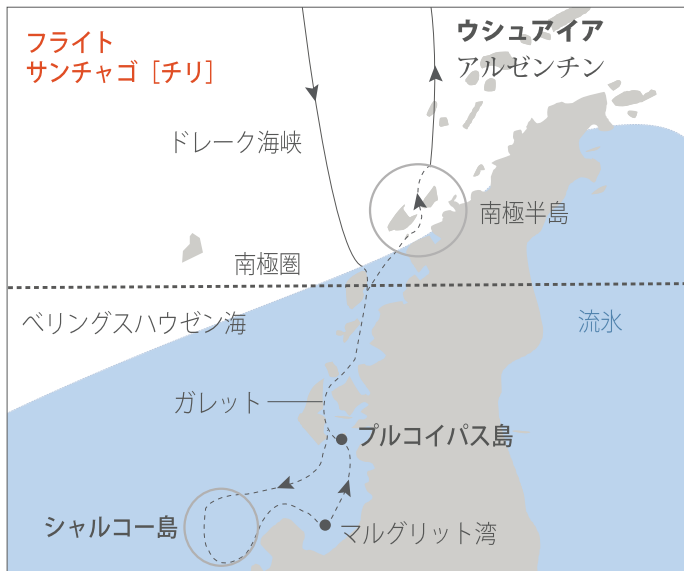 フライト
サンチャゴ［チリ］
ウシュアイア
アルゼンチン
ドレーク海峡
南極半島
南極圏
ベリングスハウゼン海
流氷
ガレット
プルコイパス島
シャルコー島
マルグリット湾